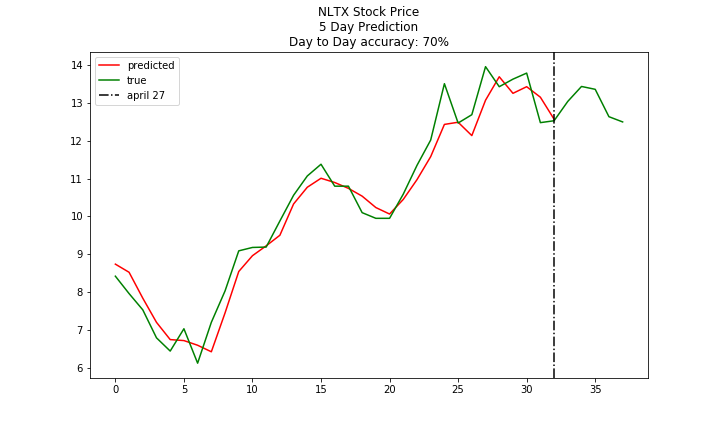 NLTX Stock Price
5 Day Prediction
Day to Day accuracy: 70%
predicted
true
april 27
14
13
12
11
10
9
8
7
6
0 5 10 15 20 25 30 35